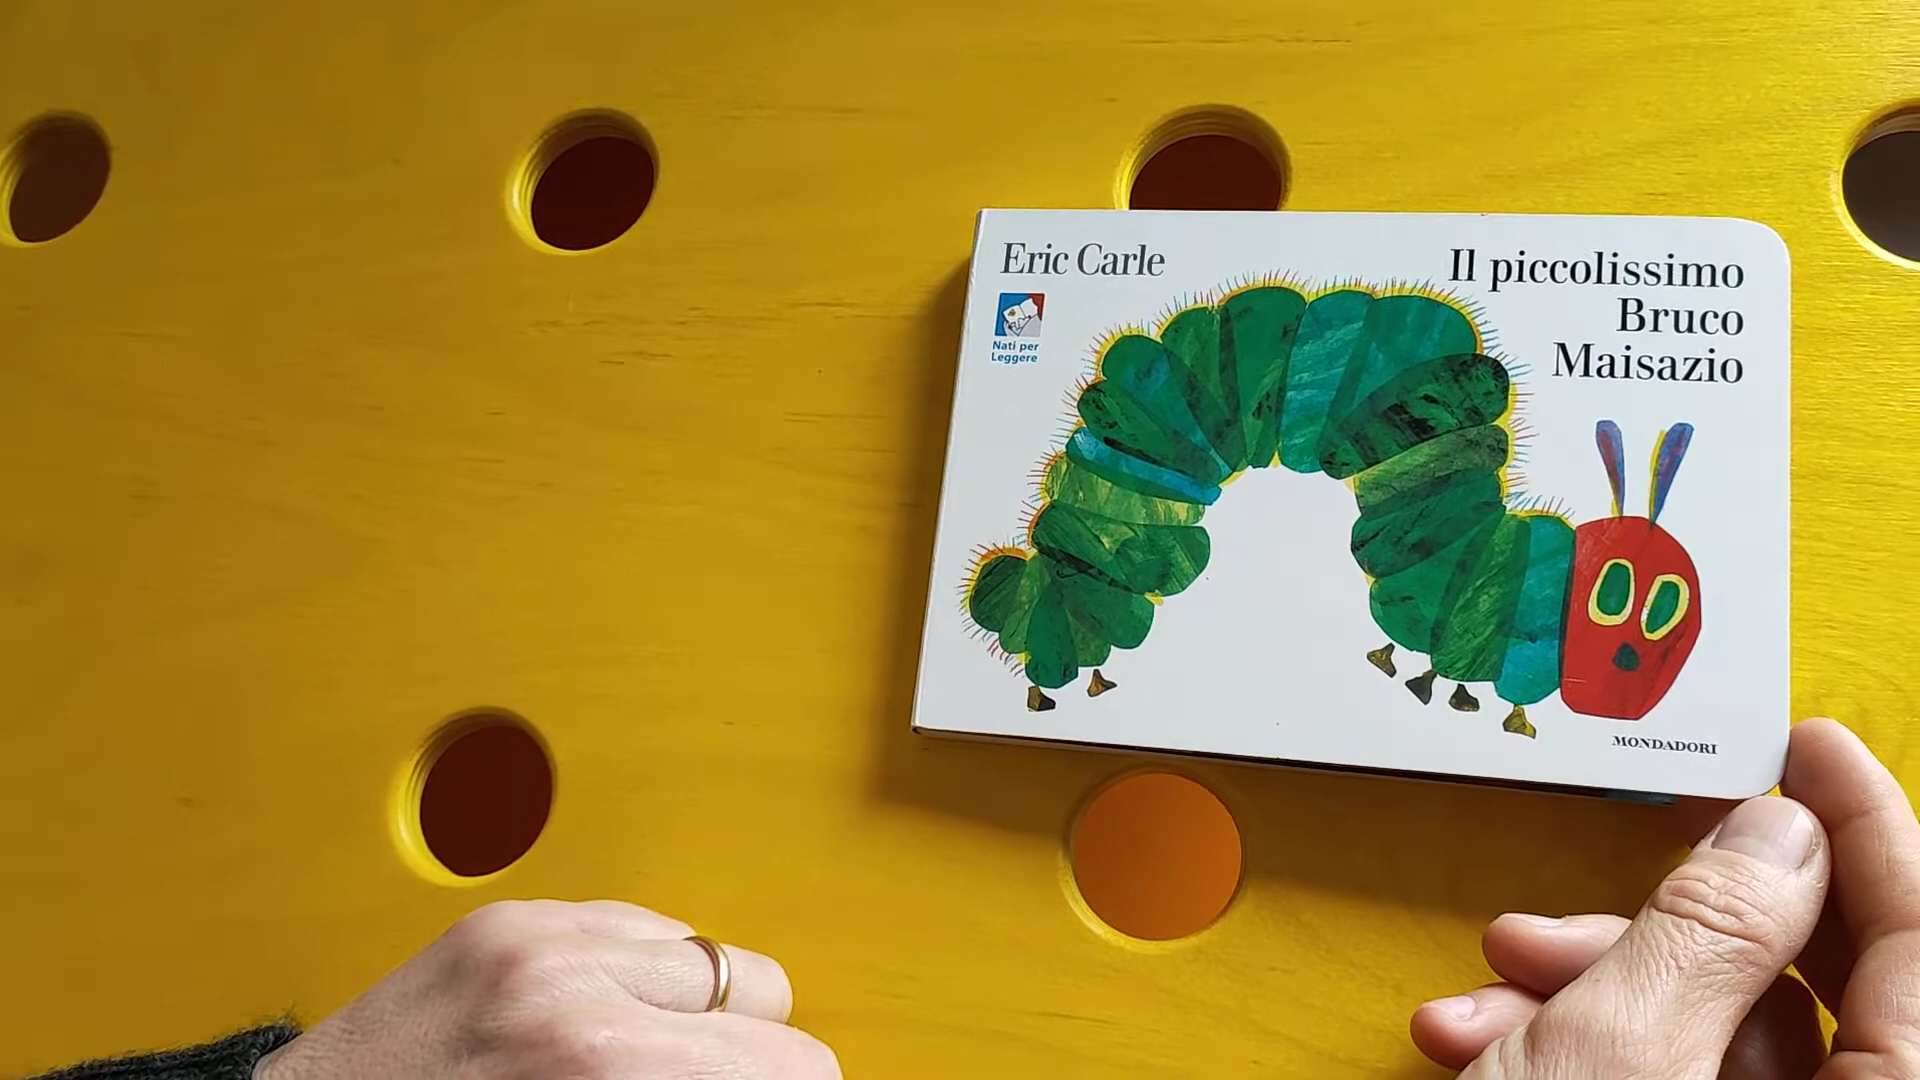 Eric Carle
Nati per
Leggere
Il piccolissimo
Bruco
Maisazio
MONDADORI